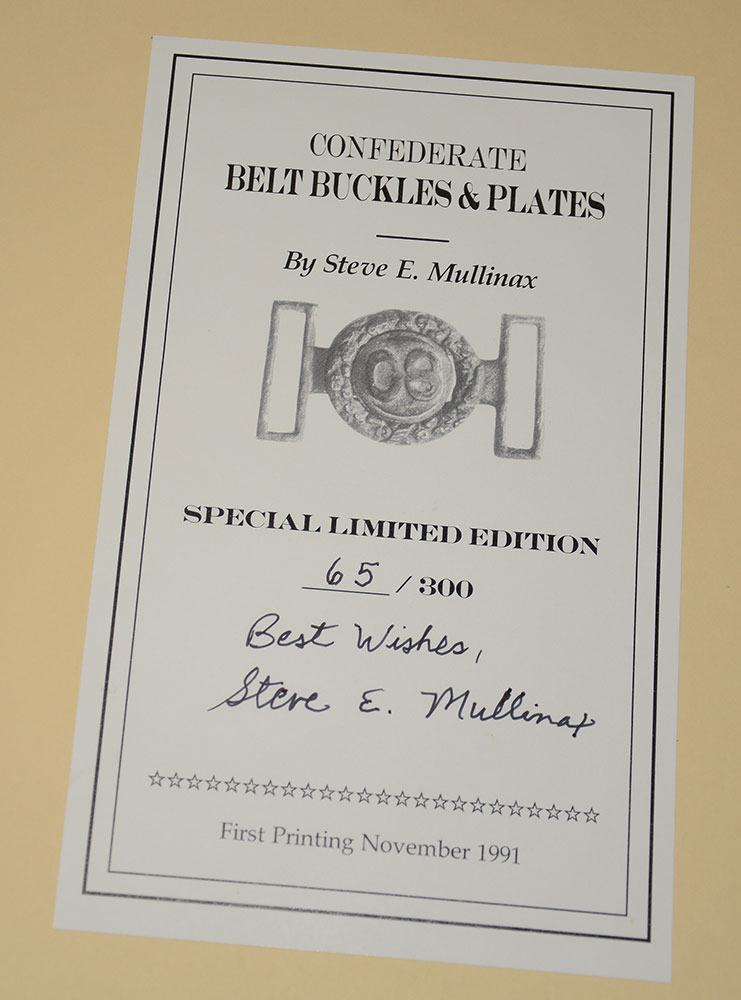 CONFEDERATE
BELT BUCKLES & PLATES
By Steve E. Mullinax
CS
SPECIAL LIMITED EDITION
65 / 300
Best Wishes,
Steve E. Mullinax
☆☆☆☆☆☆☆☆☆☆☆☆☆☆☆☆☆☆☆☆☆☆☆☆
First Printing November 1991